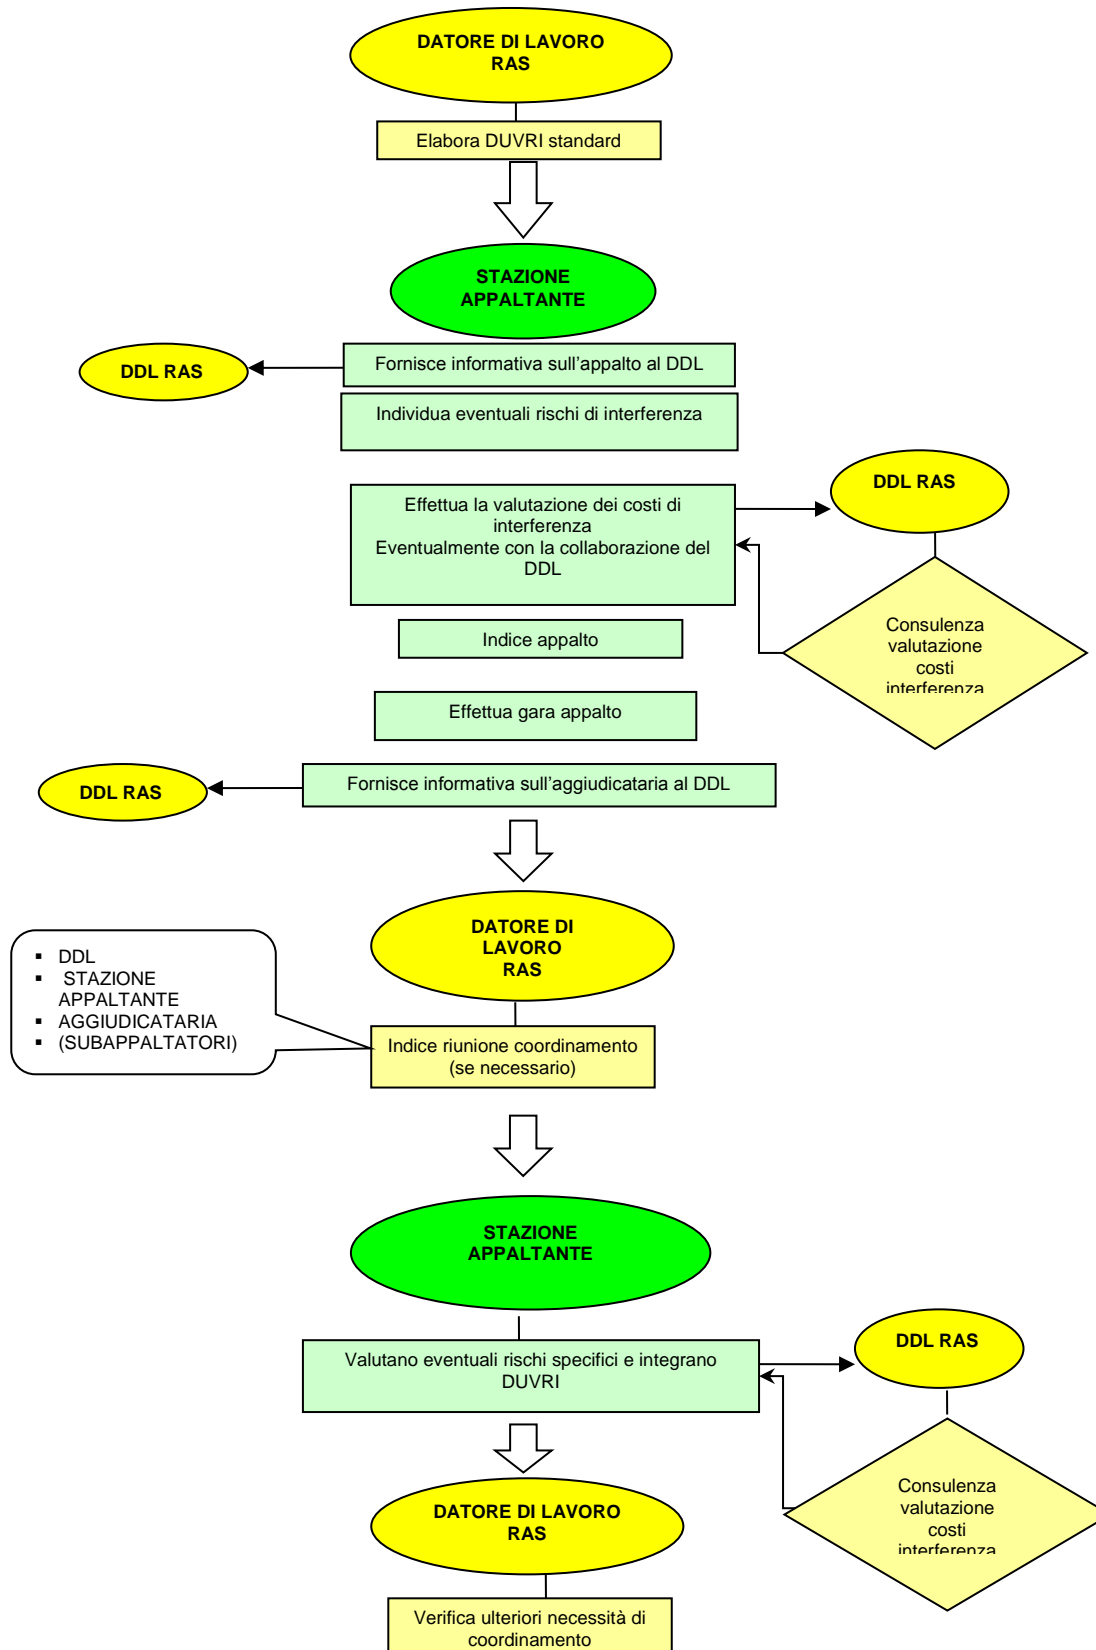 DATORE DI LAVORO
RAS
Elabora DUVRI standard
STAZIONE
APPALTANTE
Fornisce informativa sull’appalto al DDL
DDL RAS
Individua eventuali rischi di interferenza
DDL RAS
Effettua la valutazione dei costi di
interferenza
Eventualmente con la collaborazione del
DDL
Consulenza
valutazione
costi
interferenza
Indice appalto
Effettua gara appalto
Fornisce informativa sull’aggiudicataria al DDL
DDL RAS
DATORE DI
LAVORO
RAS
▪ DDL
▪ STAZIONE
APPALTANTE
▪ AGGIUDICATARIA
▪ (SUBAPPALTATORI)
Indice riunione coordinamento
(se necessario)
STAZIONE
APPALTANTE
Valutano eventuali rischi specifici e integrano
DUVRI
DDL RAS
Consulenza
valutazione
costi
interferenza
DATORE DI LAVORO
RAS
Verifica ulteriori necessità di
coordinamento